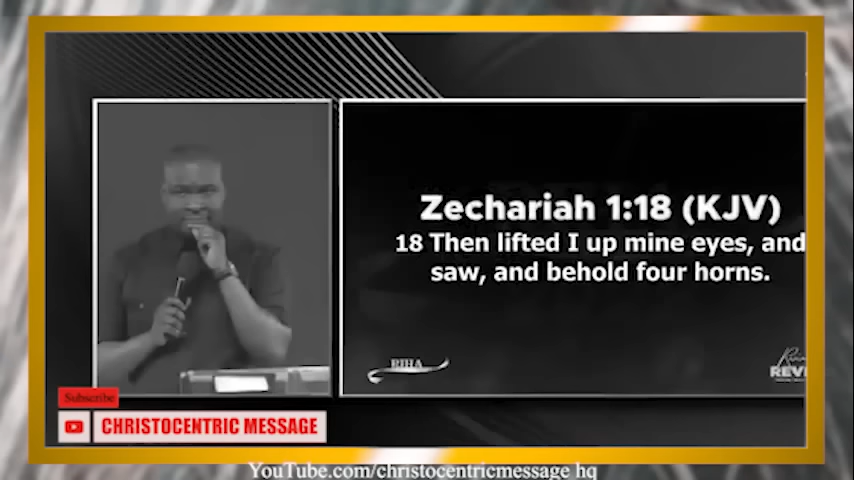 Zechariah 1:18 (KJV)
18 Then lifted I up mine eyes, and
saw, and behold four horns.
RIHA
REV
Subscribe
CHRISTOCENTRIC MESSAGE
YouTube.com/christocentricmessage hq